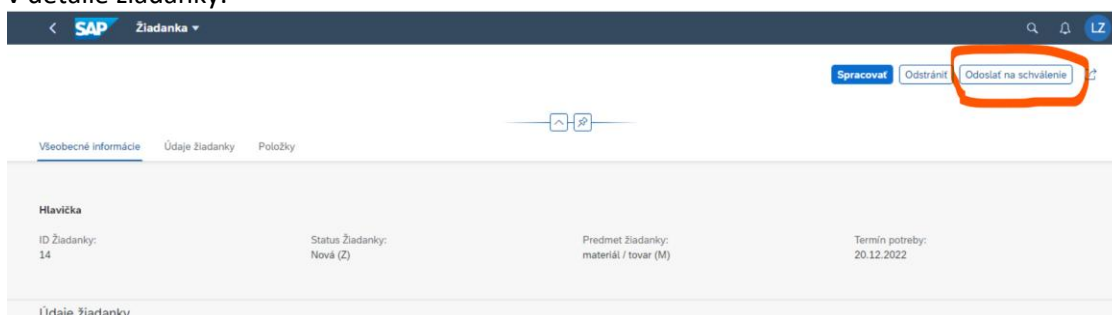 v detaile žiadanky:
SAP Žiadanka LZ
Spracovať Odstrániť Odoslať na schválenie
Všeobecné informácie Údaje žiadanky Položky
Hlavička
ID Žiadanky: Status Žiadanky: Predmet žiadanky: Termín potreby:
14 Nová (Z) materiál / tovar (M) 20.12.2022
Údaje žiadanky